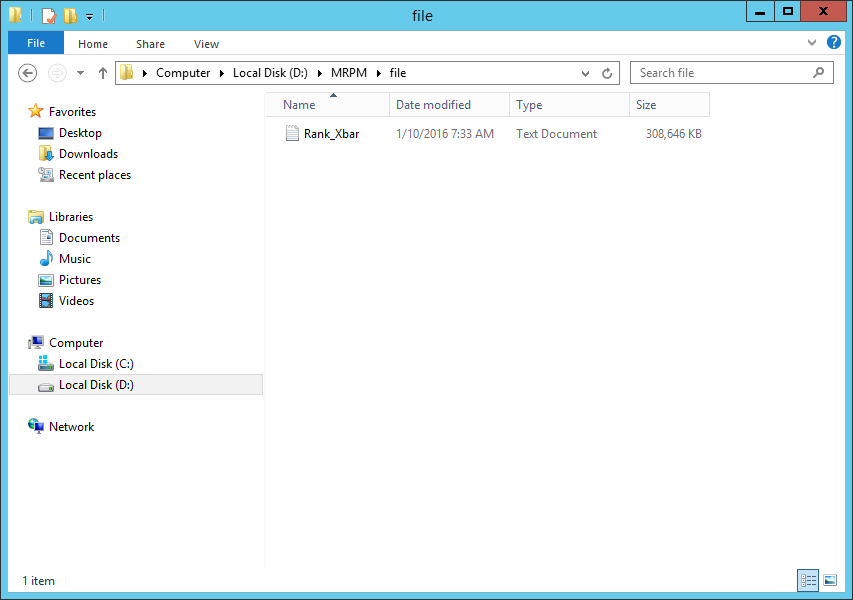 file
File Home Share View
Computer Local Disk (D:) MRPM file Search file
Name Date modified Type Size
Rank_Xbar 1/10/2016 7:33 AM Text Document 308,646 KB
Favorites
Desktop
Downloads
Recent places
Libraries
Documents
Music
Pictures
Videos
Computer
Local Disk (C:)
Local Disk (D:)
Network
1 item